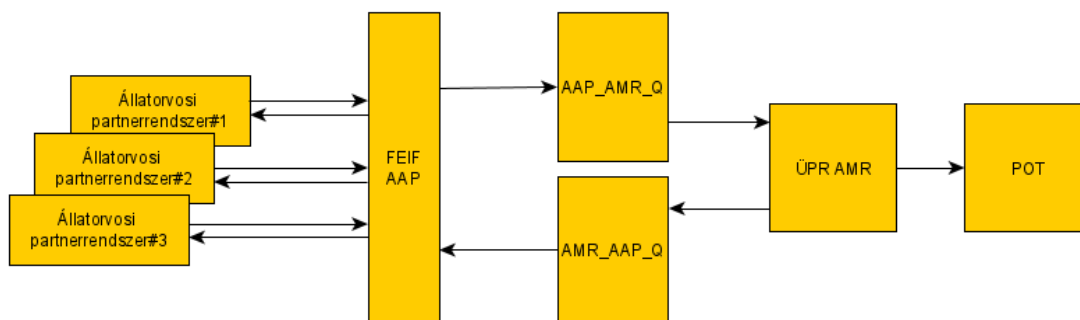 Állatorvosi
partnerrendszer#1
Állatorvosi
partnerrendszer#2
Állatorvosi
partnerrendszer#3
FEIF
AAP
AAP_AMR_Q
AMR_AAP_Q
ÜPR AMR
POT